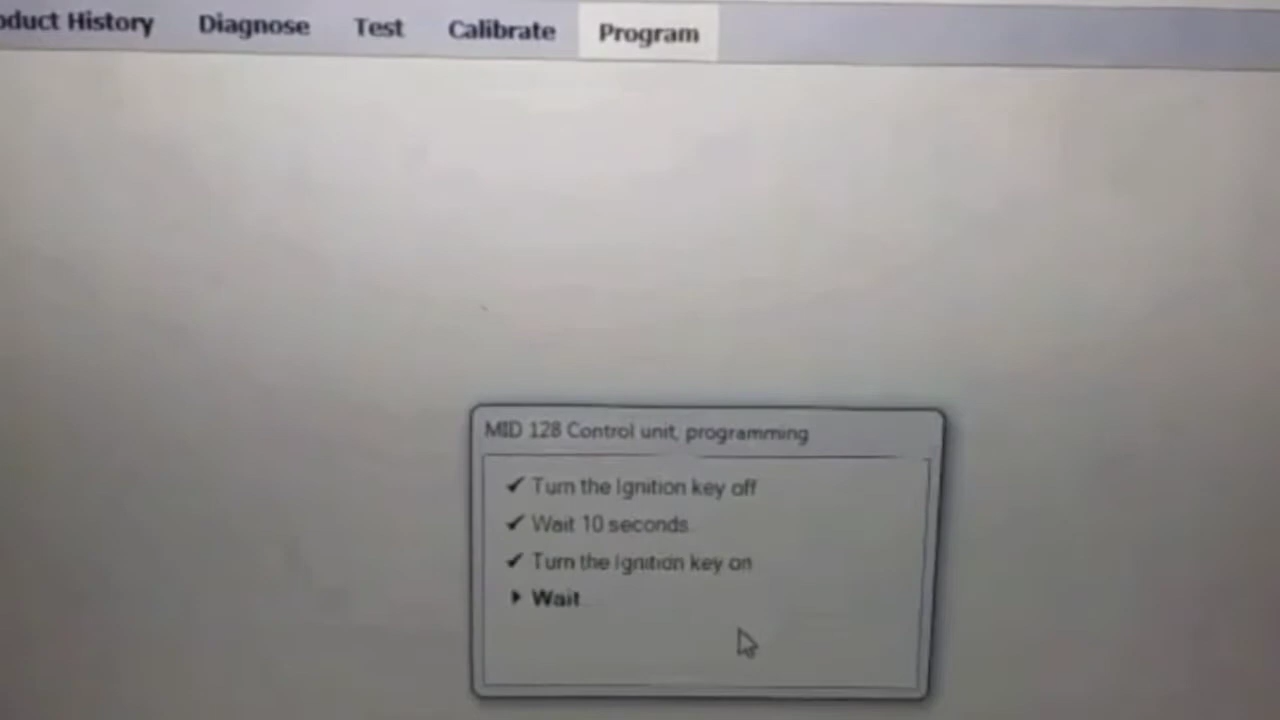 oduct History Diagnose Test Calibrate Program
MID 128 Control unit, programming
✔ Turn the Ignition key off
✔ Wait 10 seconds.
✔ Turn the Ignition key on
Wait...